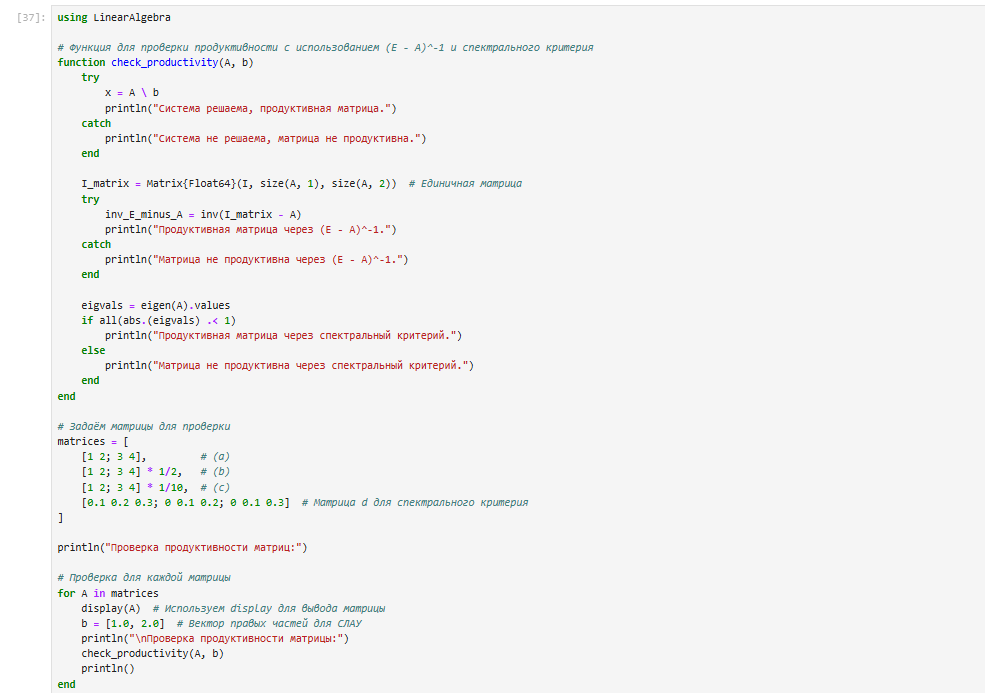 [37]: using LinearAlgebra
# Функция для проверки продуктивности с использованием (E - A)^-1 и спектрального критерия
function check_productivity(A, b)
    try
        x = A \ b
        println("Система решаема, продуктивная матрица.")
    catch
        println("Система не решаема, матрица не продуктивна.")
    end

    I_matrix = Matrix{Float64}(I, size(A, 1), size(A, 2))  # Единичная матрица
    try
        inv_E_minus_A = inv(I_matrix - A)
        println("Продуктивная матрица через (E - A)^-1.")
    catch
        println("Матрица не продуктивна через (E - A)^-1.")
    end

    eigvals = eigen(A).values
    if all(abs.(eigvals) .< 1)
        println("Продуктивная матрица через спектральный критерий.")
    else
        println("Матрица не продуктивна через спектральный критерий.")
    end
end

# Задаём матрицы для проверки
matrices = [
    [1 2; 3 4],         # (a)
    [1 2; 3 4] * 1/2,   # (b)
    [1 2; 3 4] * 1/10,  # (c)
    [0.1 0.2 0.3; 0 0.1 0.2; 0 0.1 0.3]  # Матрица d для спектрального критерия
]

println("Проверка продуктивности матриц:")

# Проверка для каждой матрицы
for A in matrices
    display(A)  # Используем display для вывода матрицы
    b = [1.0, 2.0]  # Вектор правых частей для СЛАУ
    println("\nПроверка продуктивности матрицы:")
    check_productivity(A, b)
    println()
end